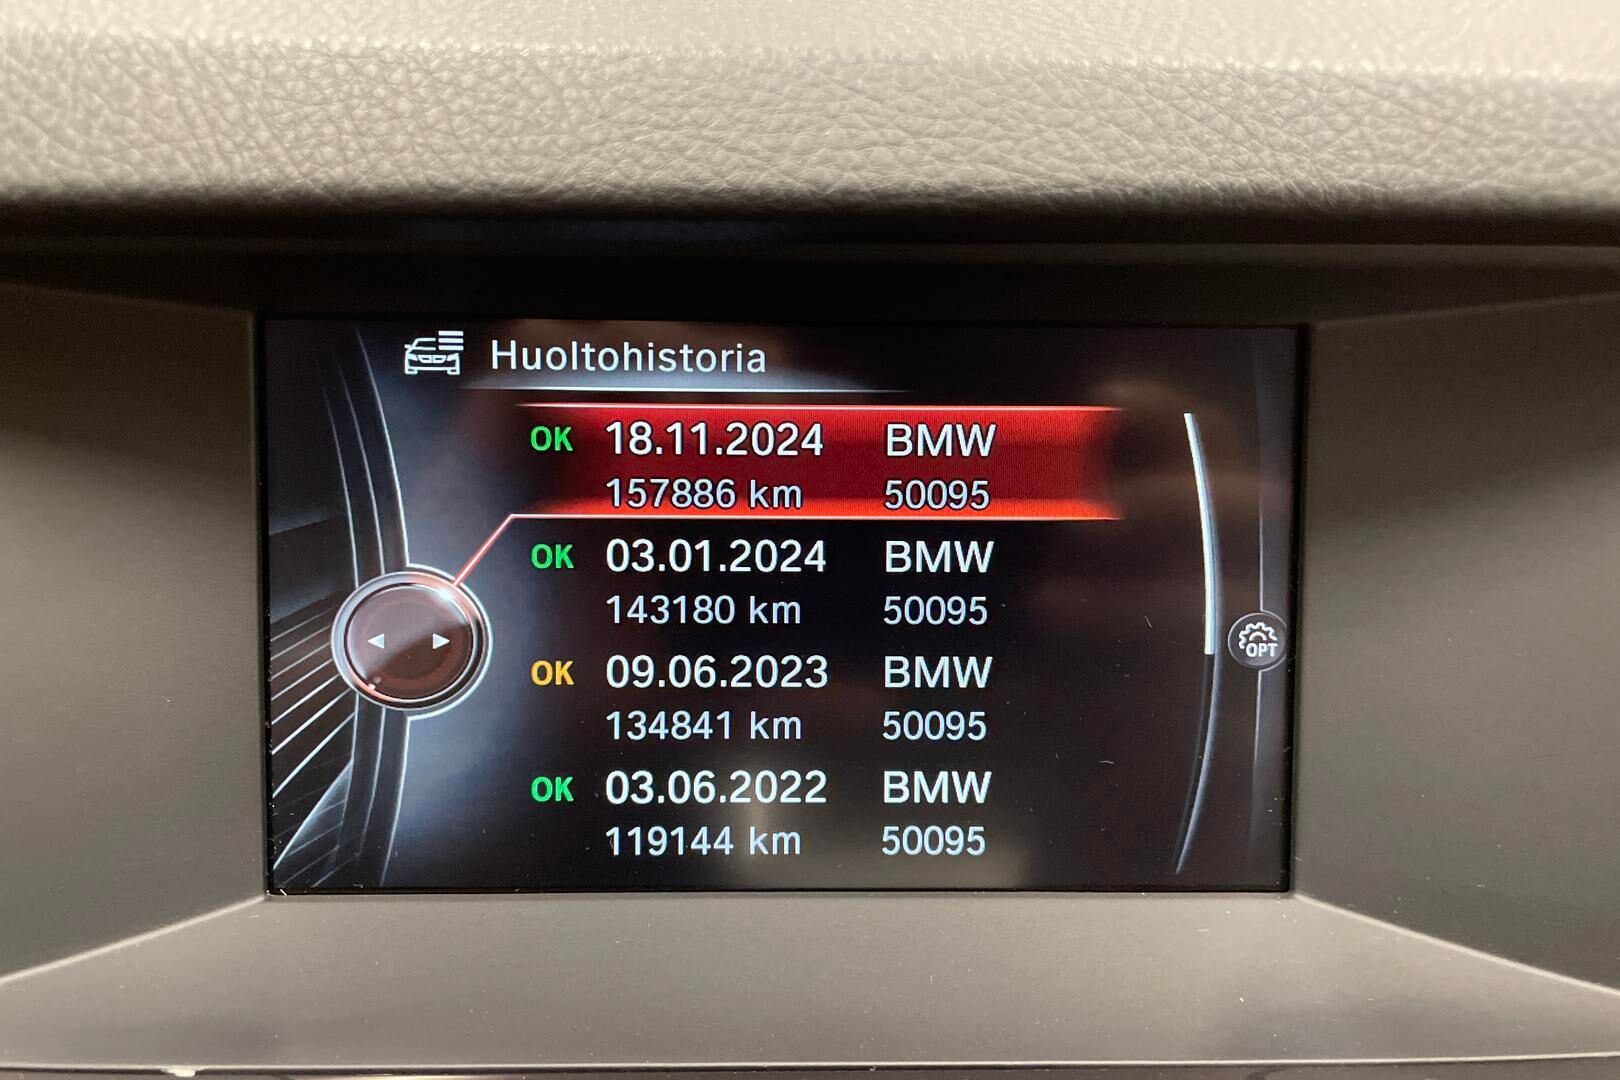 Huoltohistoria
OK 18.11.2024 BMW
157886 km 50095
OK 03.01.2024 BMW
143180 km 50095
OK 09.06.2023 BMW
134841 km 50095
OPT
OK 03.06.2022 BMW
119144 km 50095